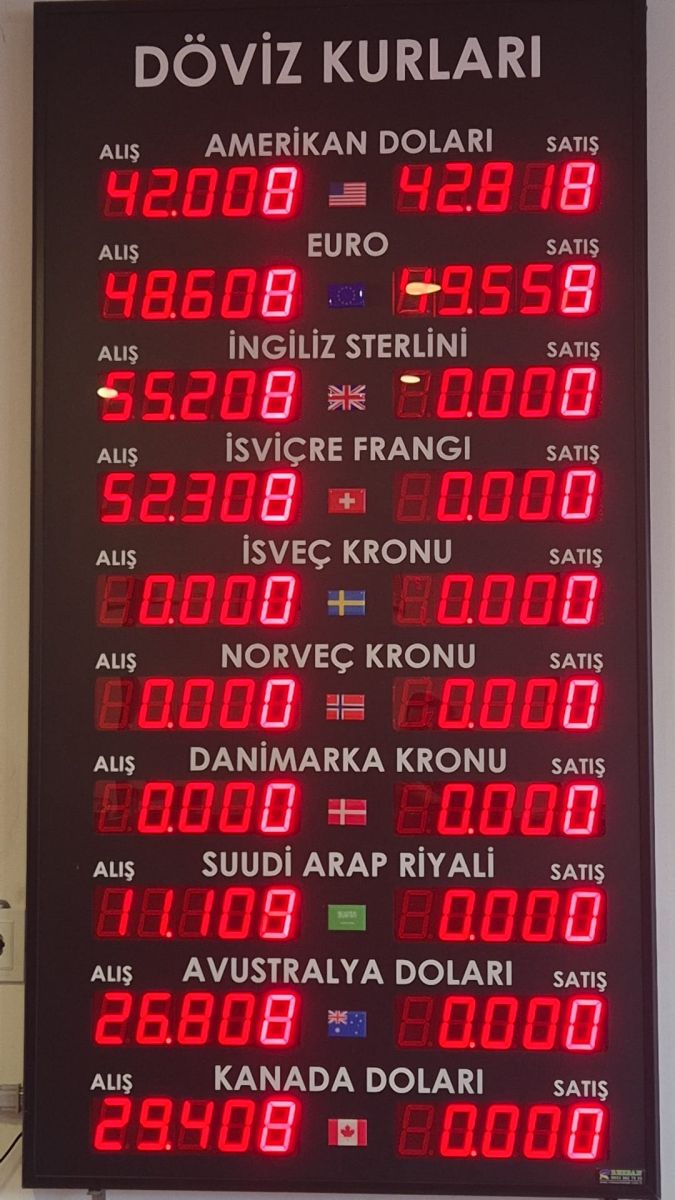 DÖVİZ KURLARI
ALIŞ AMERİKAN DOLARI SATIŞ
42.008 42.818
ALIŞ EURO SATIŞ
48.608 49.558
ALIŞ İNGİLİZ STERLİNİ SATIŞ
55.208 0.000
ALIŞ İSVİÇRE FRANGI SATIŞ
52.308 0.000
ALIŞ İSVEÇ KRONU SATIŞ
0.000 0.000
ALIŞ NORVEÇ KRONU SATIŞ
0.000 0.000
ALIŞ DANİMARKA KRONU SATIŞ
0.000 0.000
ALIŞ SUUDİ ARAP RİYALİ SATIŞ
11.109 0.000
ALIŞ AVUSTRALYA DOLARI SATIŞ
26.808 0.000
ALIŞ KANADA DOLARI SATIŞ
29.408 0.000